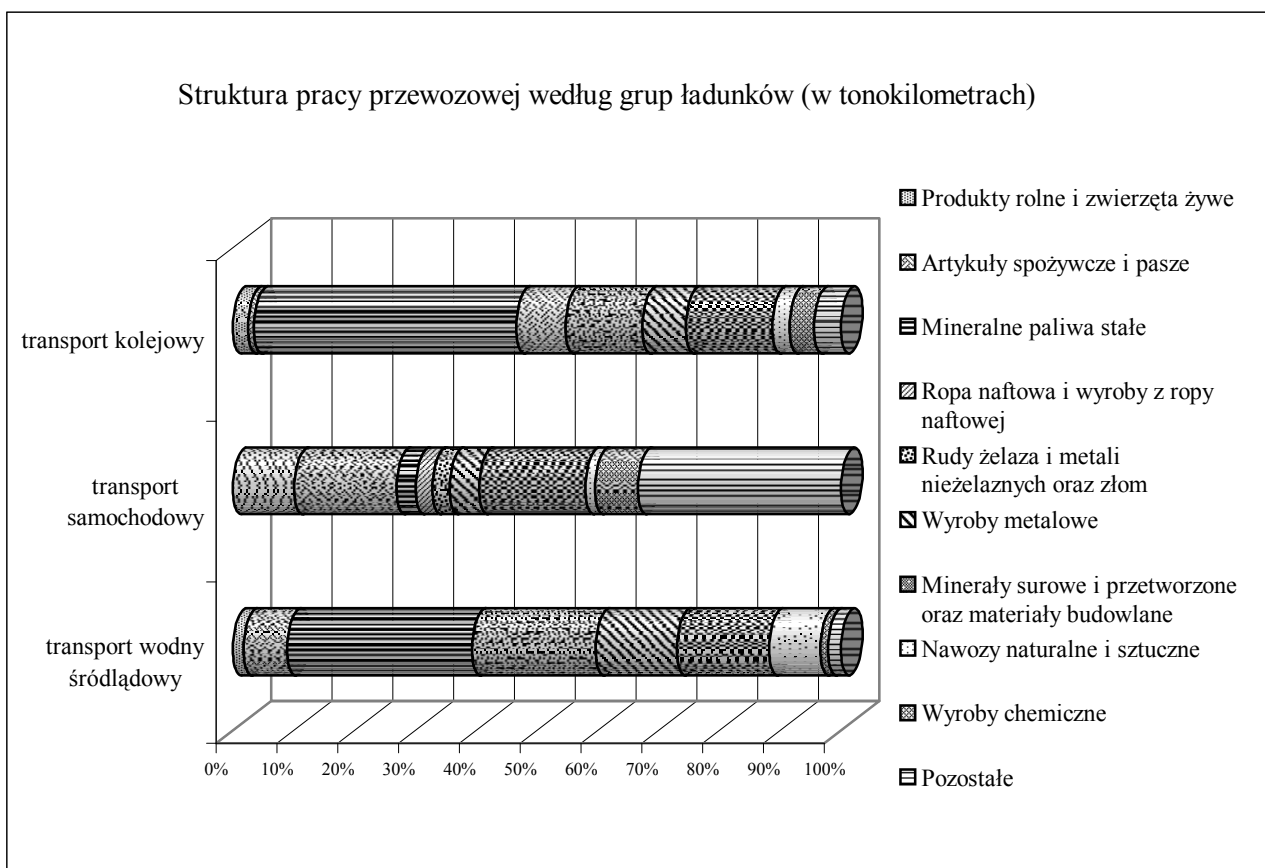 Struktura pracy przewozowej według grup ładunków (w tonokilometrach)
transport kolejowy
transport
samochodowy
transport wodny
śródlądowy
0%
10%
20%
30%
40%
50%
60%
70%
80%
90%
100%
Produkty rolne i zwierzęta żywe
Artykuły spożywcze i pasze
Mineralne paliwa stałe
Ropa naftowa i wyroby z ropy
naftowej
Rudy żelaza i metali
nieżelaznych oraz złom
Wyroby metalowe
Minerały surowe i przetworzone
oraz materiały budowlane
Nawozy naturalne i sztuczne
Wyroby chemiczne
Pozostałe